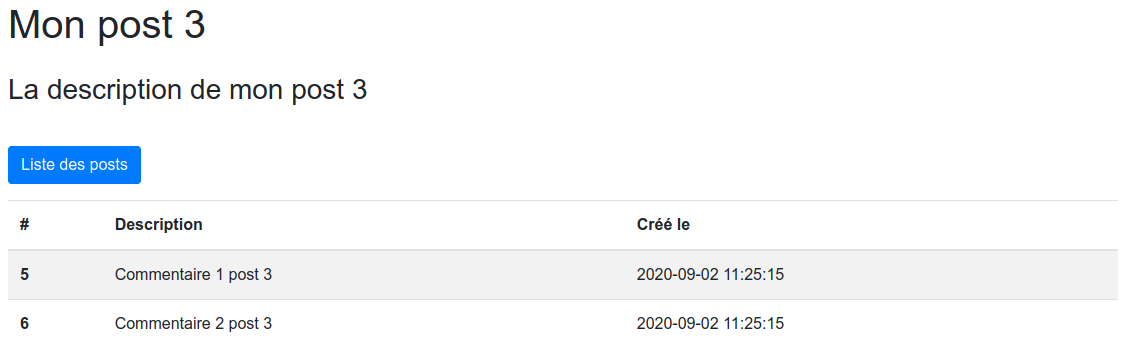 Mon post 3
La description de mon post 3
Liste des posts
# Description Créé le
5 Commentaire 1 post 3 2020-09-02 11:25:15
6 Commentaire 2 post 3 2020-09-02 11:25:15